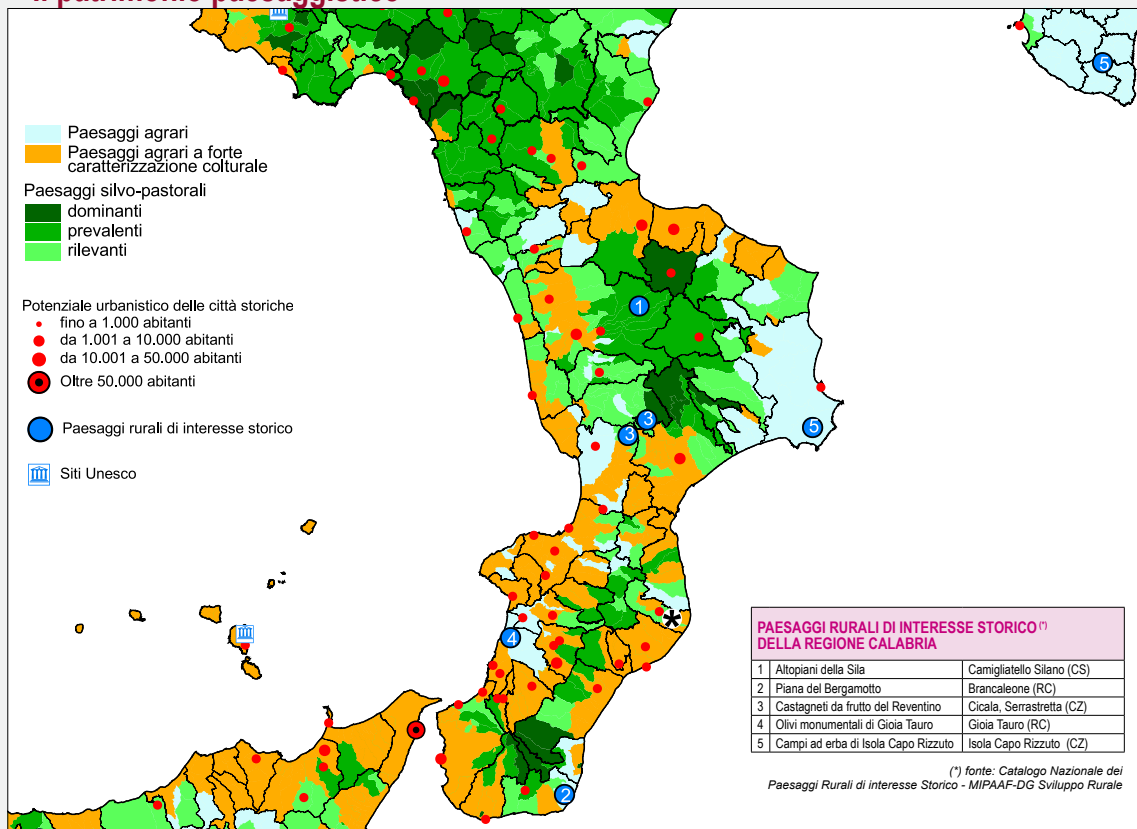 Il patrimonio paesaggistico
Paesaggi agrari
Paesaggi agrari a forte
caratterizzazione colturale
Paesaggi silvo-pastorali
dominanti
prevalenti
rilevanti
Potenziale urbanistico delle città storiche
fino a 1.000 abitanti
da 1.001 a 10.000 abitanti
da 10.001 a 50.000 abitanti
Oltre 50.000 abitanti
Paesaggi rurali di interesse storico
Siti Unesco
5
1
3
3
5
4
*
2
PAESAGGI RURALI DI INTERESSE STORICO (*)
DELLA REGIONE CALABRIA
1 Altopiani della Sila Camigliatello Silano (CS)
2 Piana del Bergamotto Brancaleone (RC)
3 Castagneti da frutto del Reventino Cicala, Serrastretta (CZ)
4 Olivi monumentali di Gioia Tauro Gioia Tauro (RC)
5 Campi ad erba di Isola Capo Rizzuto Isola Capo Rizzuto (CZ)
(*) fonte: Catalogo Nazionale dei
Paesaggi Rurali di interesse Storico - MIPAAF-DG Sviluppo Rurale